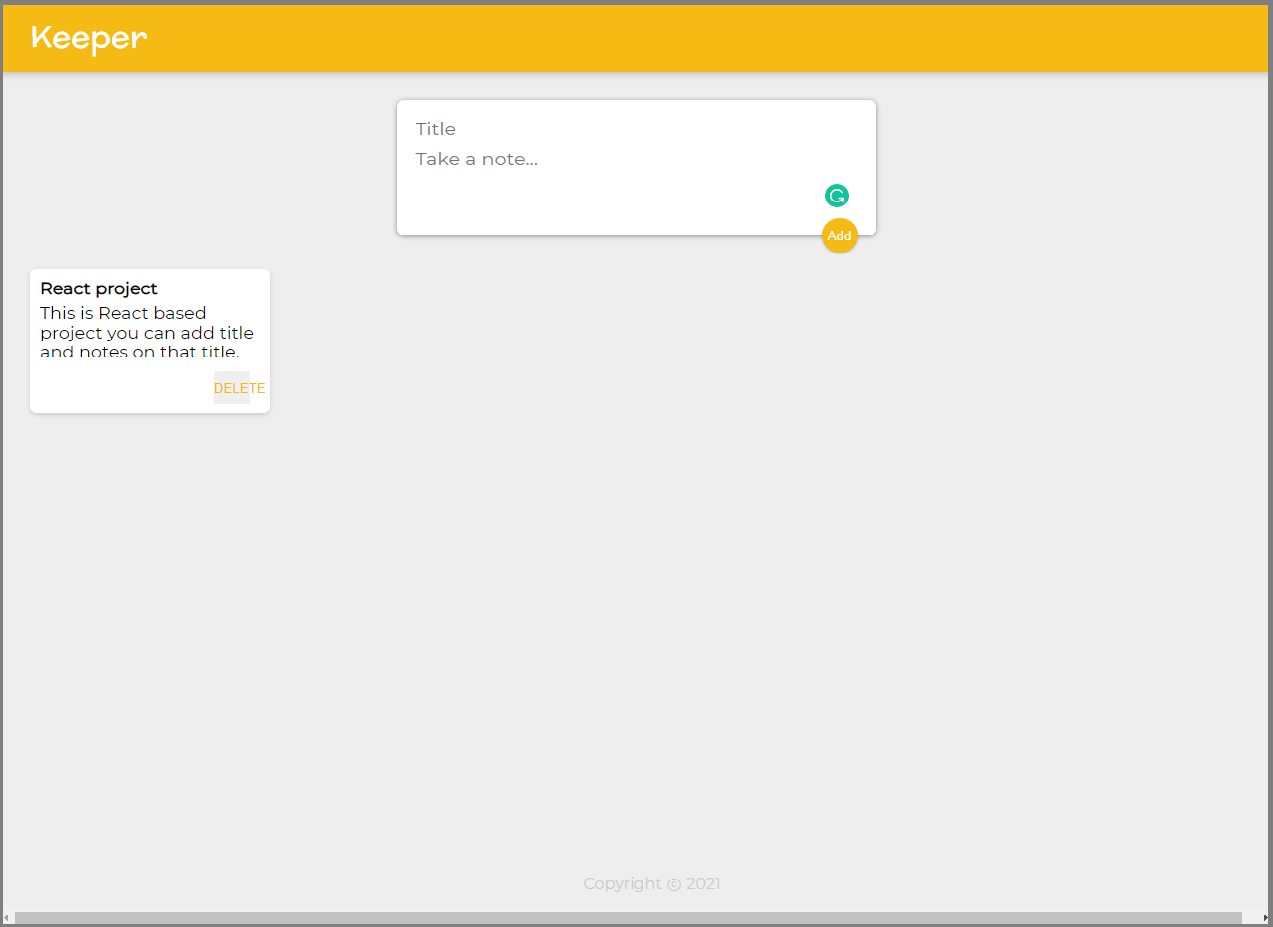 Keeper
Title
Take a note...
Add
React project
This is React based
project you can add title
and notes on that title.
DELETE
Copyright ⓒ 2021